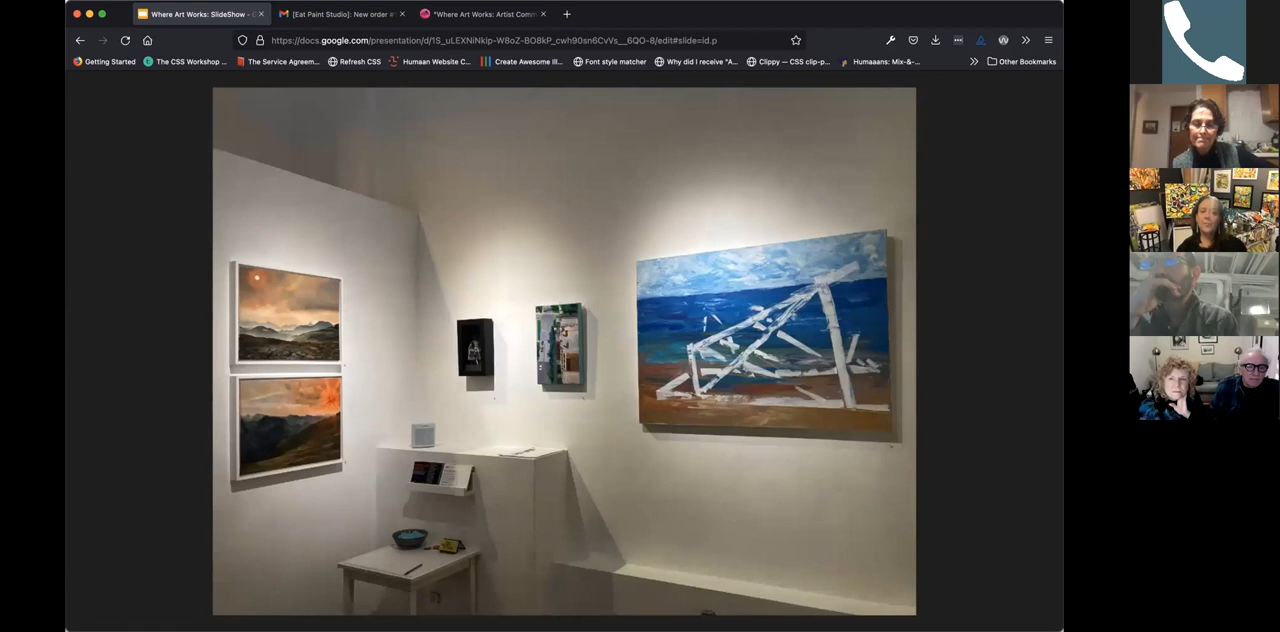 Where Art Works: SlideShow - G
[Eat Paint Studio]: New order #
"Where Art Works: Artist Comm
https://docs.google.com/presentation/d/1S_uLEXNiNkip-W8oZ-BO8kP_cwh90sn6CvVs__6QO-8/edit#slide=id.p
Getting Started
The CSS Workshop ...
The Service Agreem...
Refresh CSS
Humaan Website C...
Create Awesome Ill...
Font style matcher
Why did I receive "A...
Clippy — CSS clip-p...
Humaaans: Mix-&-...
Other Bookmarks